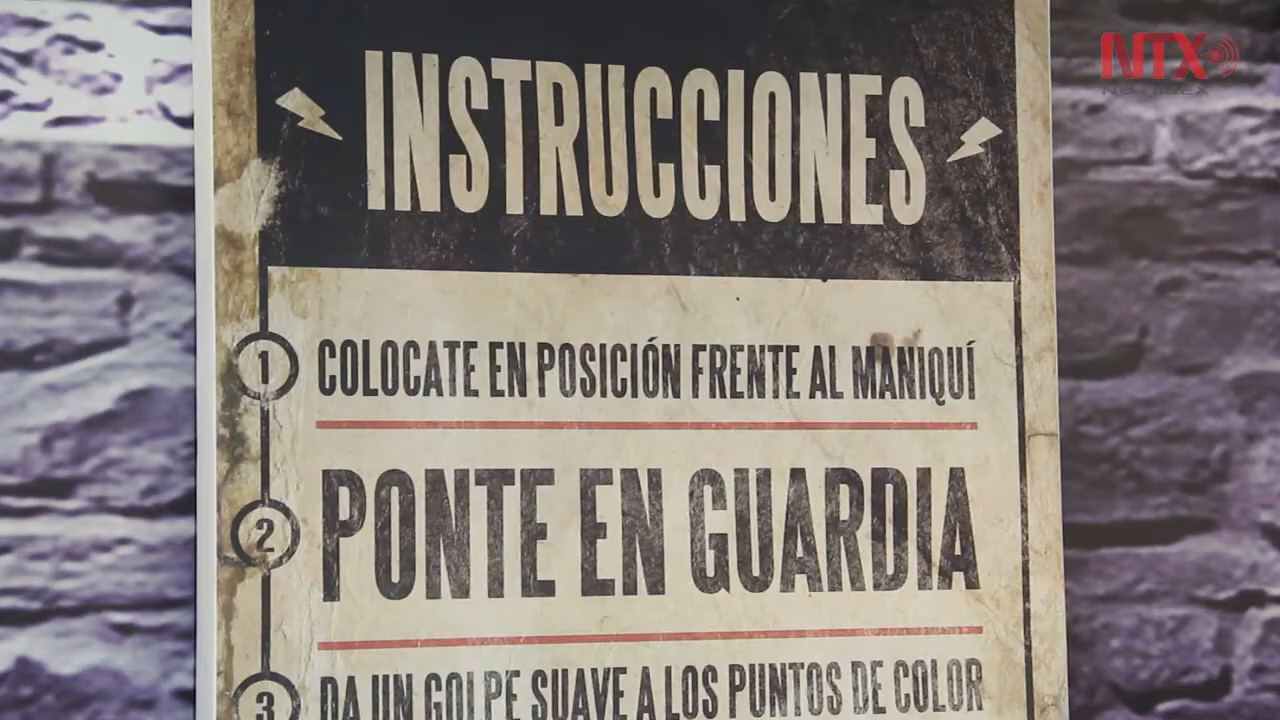 NTX
NOTIMEX
INSTRUCCIONES
1 COLOCATE EN POSICIÓN FRENTE AL MANIQUÍ
2 PONTE EN GUARDIA
3 DA UN GOLPE SUAVE A LOS PUNTOS DE COLOR